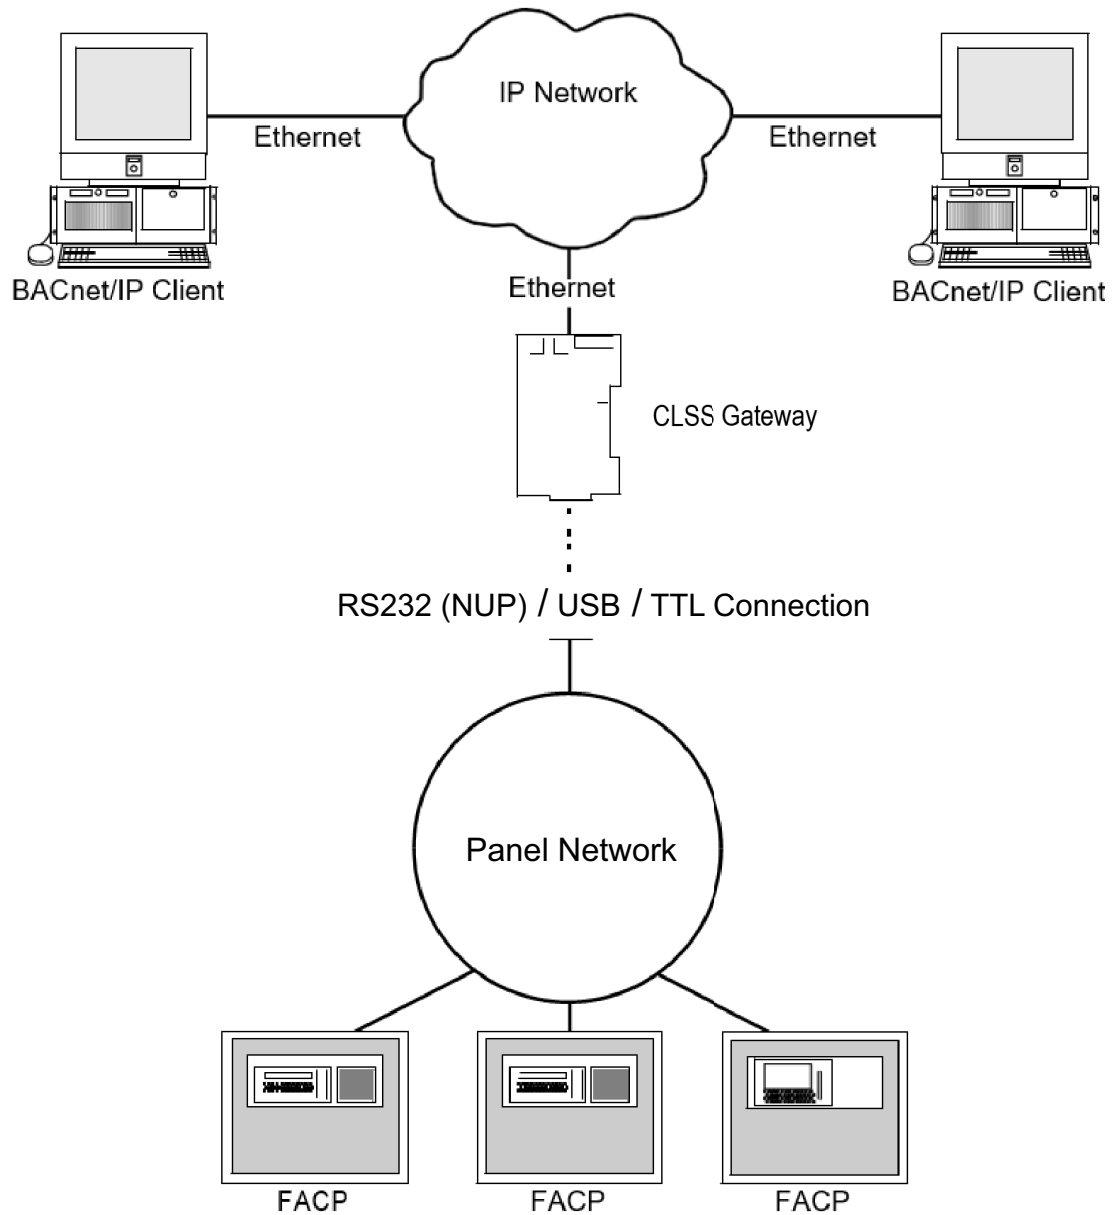 IP Network
Ethernet
Ethernet
BACnet/IP Client
Ethernet
BACnet/IP Client
CLSS Gateway
RS232 (NUP) / USB / TTL Connection
Panel Network
FACP
FACP
FACP